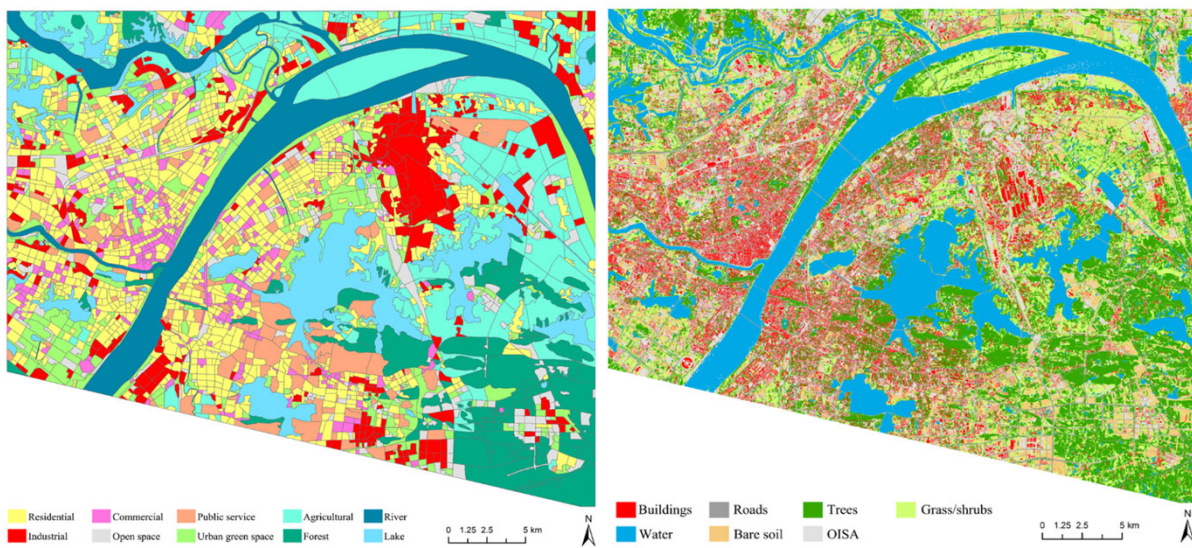 Residential Commercial Public service Agricultural River
Industrial Open space Urban green space Forest Lake
0 1.25 2.5 5 km
N
Buildings Roads Trees Grass/shrubs
Water Bare soil OISA
0 1.25 2.5 5 km
N